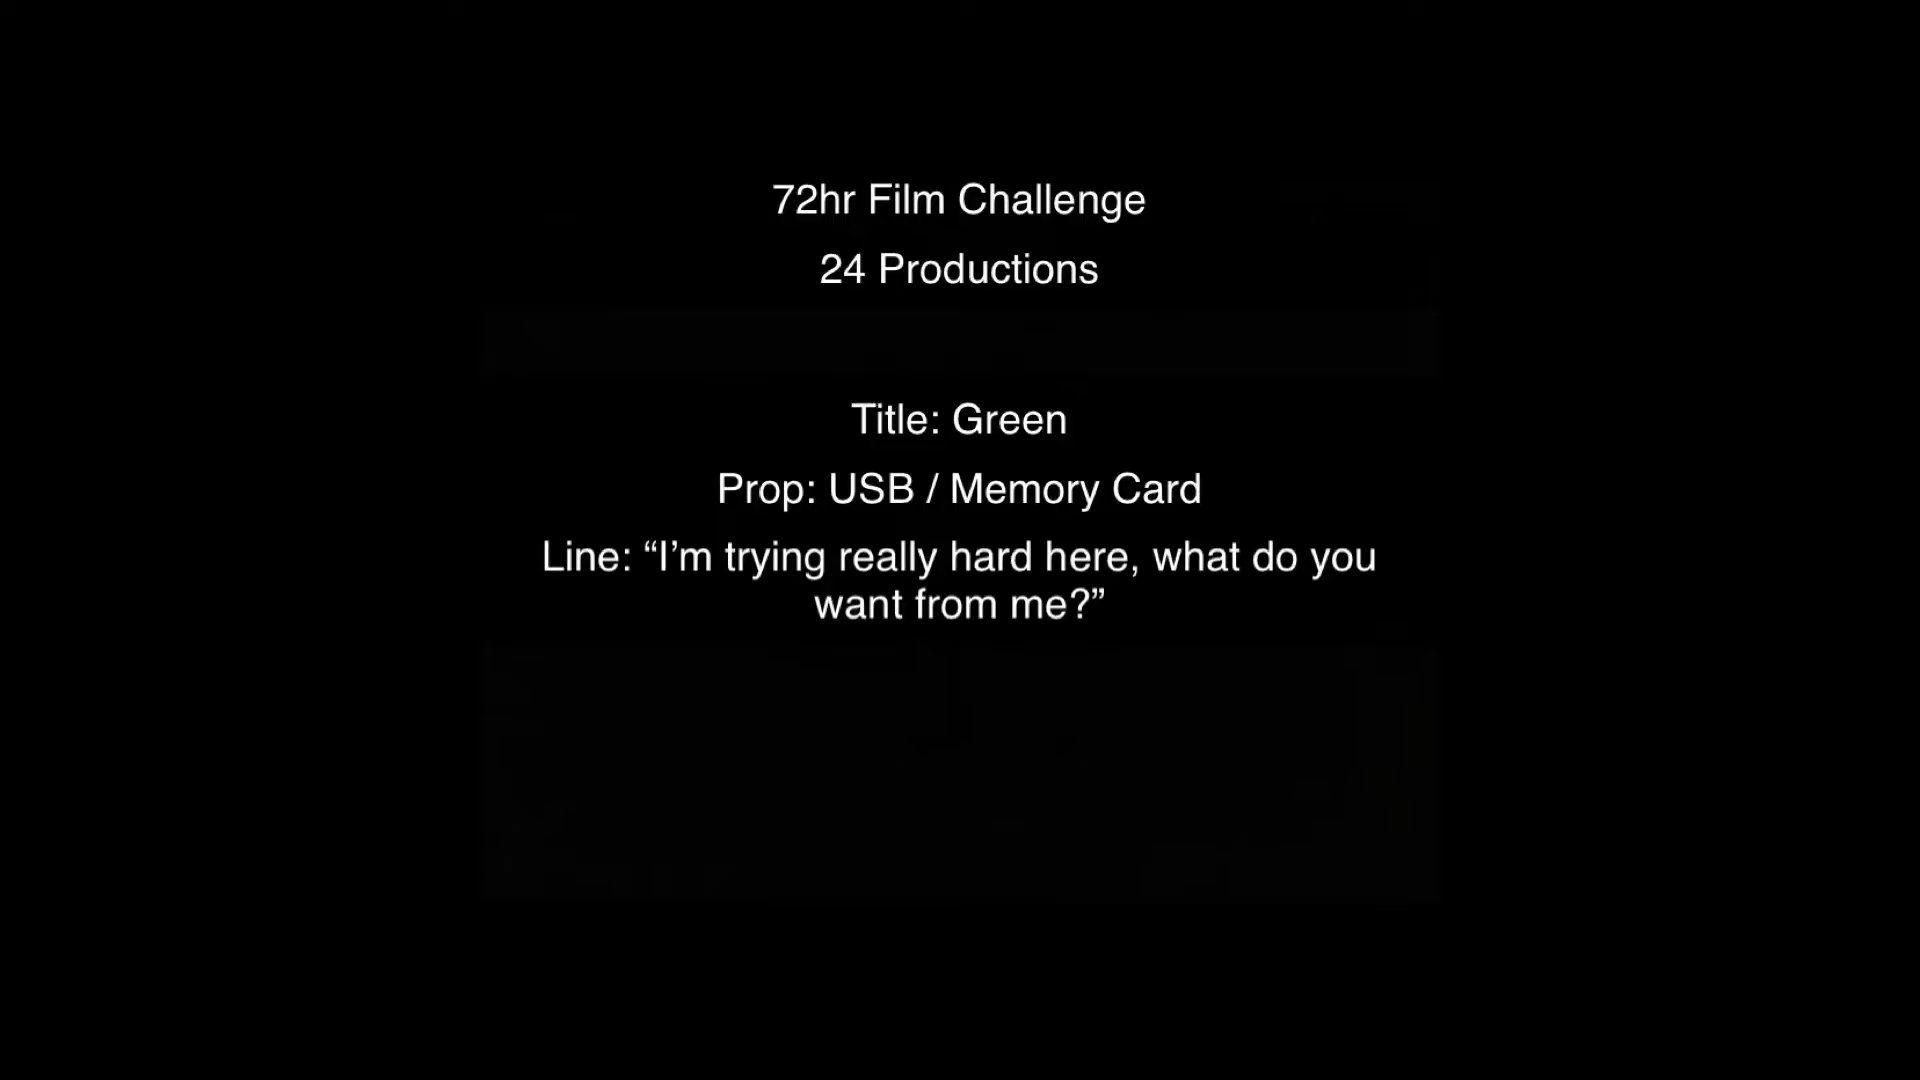 72hr Film Challenge
24 Productions
Title: Green
Prop: USB / Memory Card
Line: “I’m trying really hard here, what do you
want from me?”